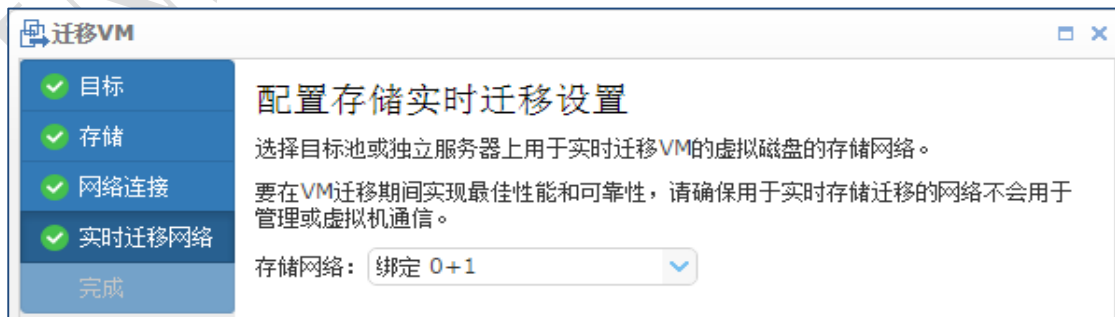 迁移VM
目标
存储
网络连接
实时迁移网络
完成
配置存储实时迁移设置
选择目标池或独立服务器上用于实时迁移VM的虚拟磁盘的存储网络。
要在VM迁移期间实现最佳性能和可靠性，请确保用于实时存储迁移的网络不会用于
管理或虚拟机通信。
存储网络： 绑定 0+1